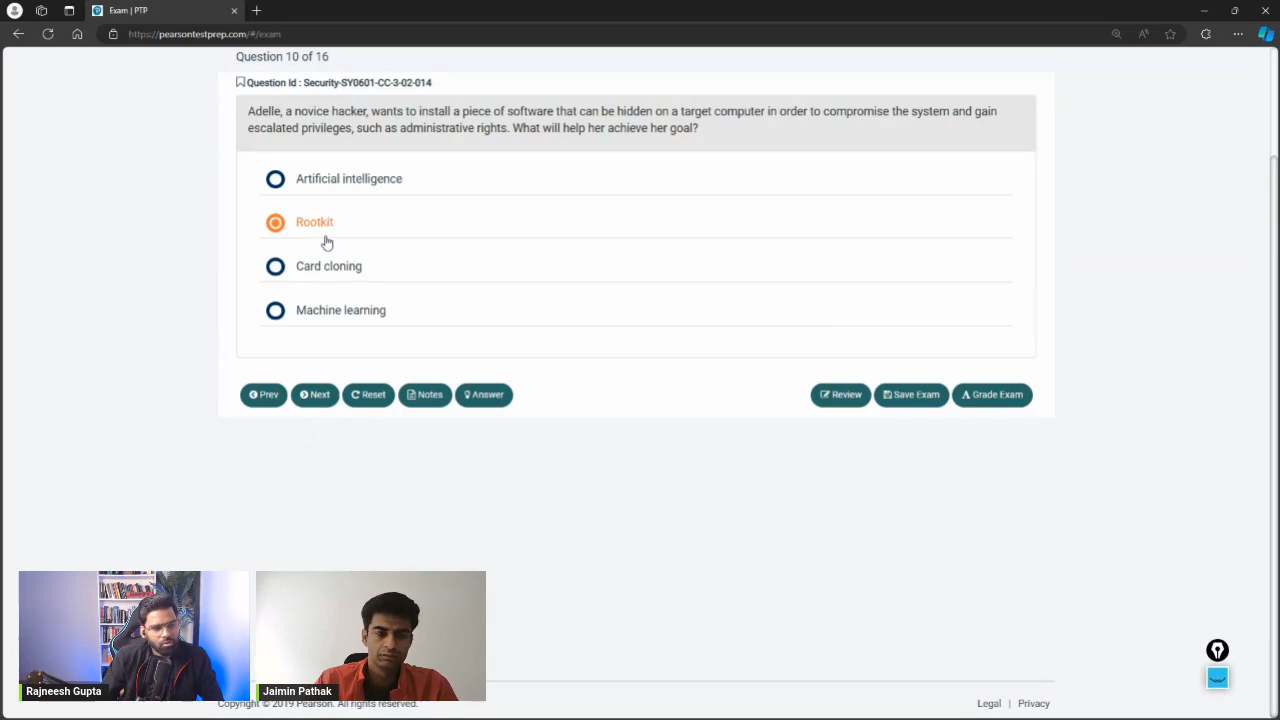 Exam | PTP
https://pearsontestprep.com/#/exam
Question 10 of 16
Question Id : Security-SY0601-CC-3-02-014
Adelle, a novice hacker, wants to install a piece of software that can be hidden on a target computer in order to compromise the system and gain
escalated privileges, such as administrative rights. What will help her achieve her goal?
Artificial intelligence
Rootkit
Card cloning
Machine learning
Prev Next Reset Notes Answer Review Save Exam Grade Exam
Rajneesh Gupta
Jaimin Pathak
Copyright © 2019 Pearson. All rights reserved.
Legal | Privacy